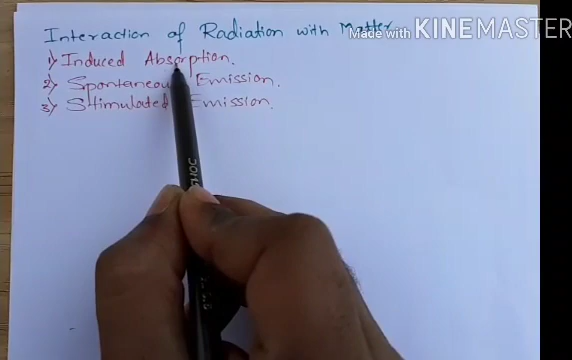 Interaction of Radiation with Matter
Made with KINEMASTER
1) Induced Absorption.
2) Spontaneous Emission.
3) Stimulated Emission.